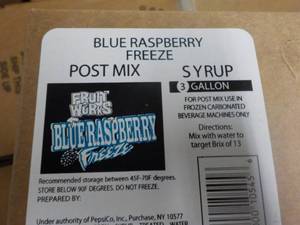 BLUE RASPBERRY
FREEZE
POST MIX SYRUP
3 GALLON
FRUIT WORKS
BLUE RASPBERRY
Freeze
FOR POST MIX USE IN
FROZEN CARBONATED
BEVERAGE MACHINES ONLY
Directions:
Mix with water to
target Brix of 13
Recommended storage between 45F-70F degrees.
STORE BELOW 90F DEGREES. DO NOT FREEZE.
PREPARED BY:
Under authority of PepsiCo, Inc., Purchase, NY 10577